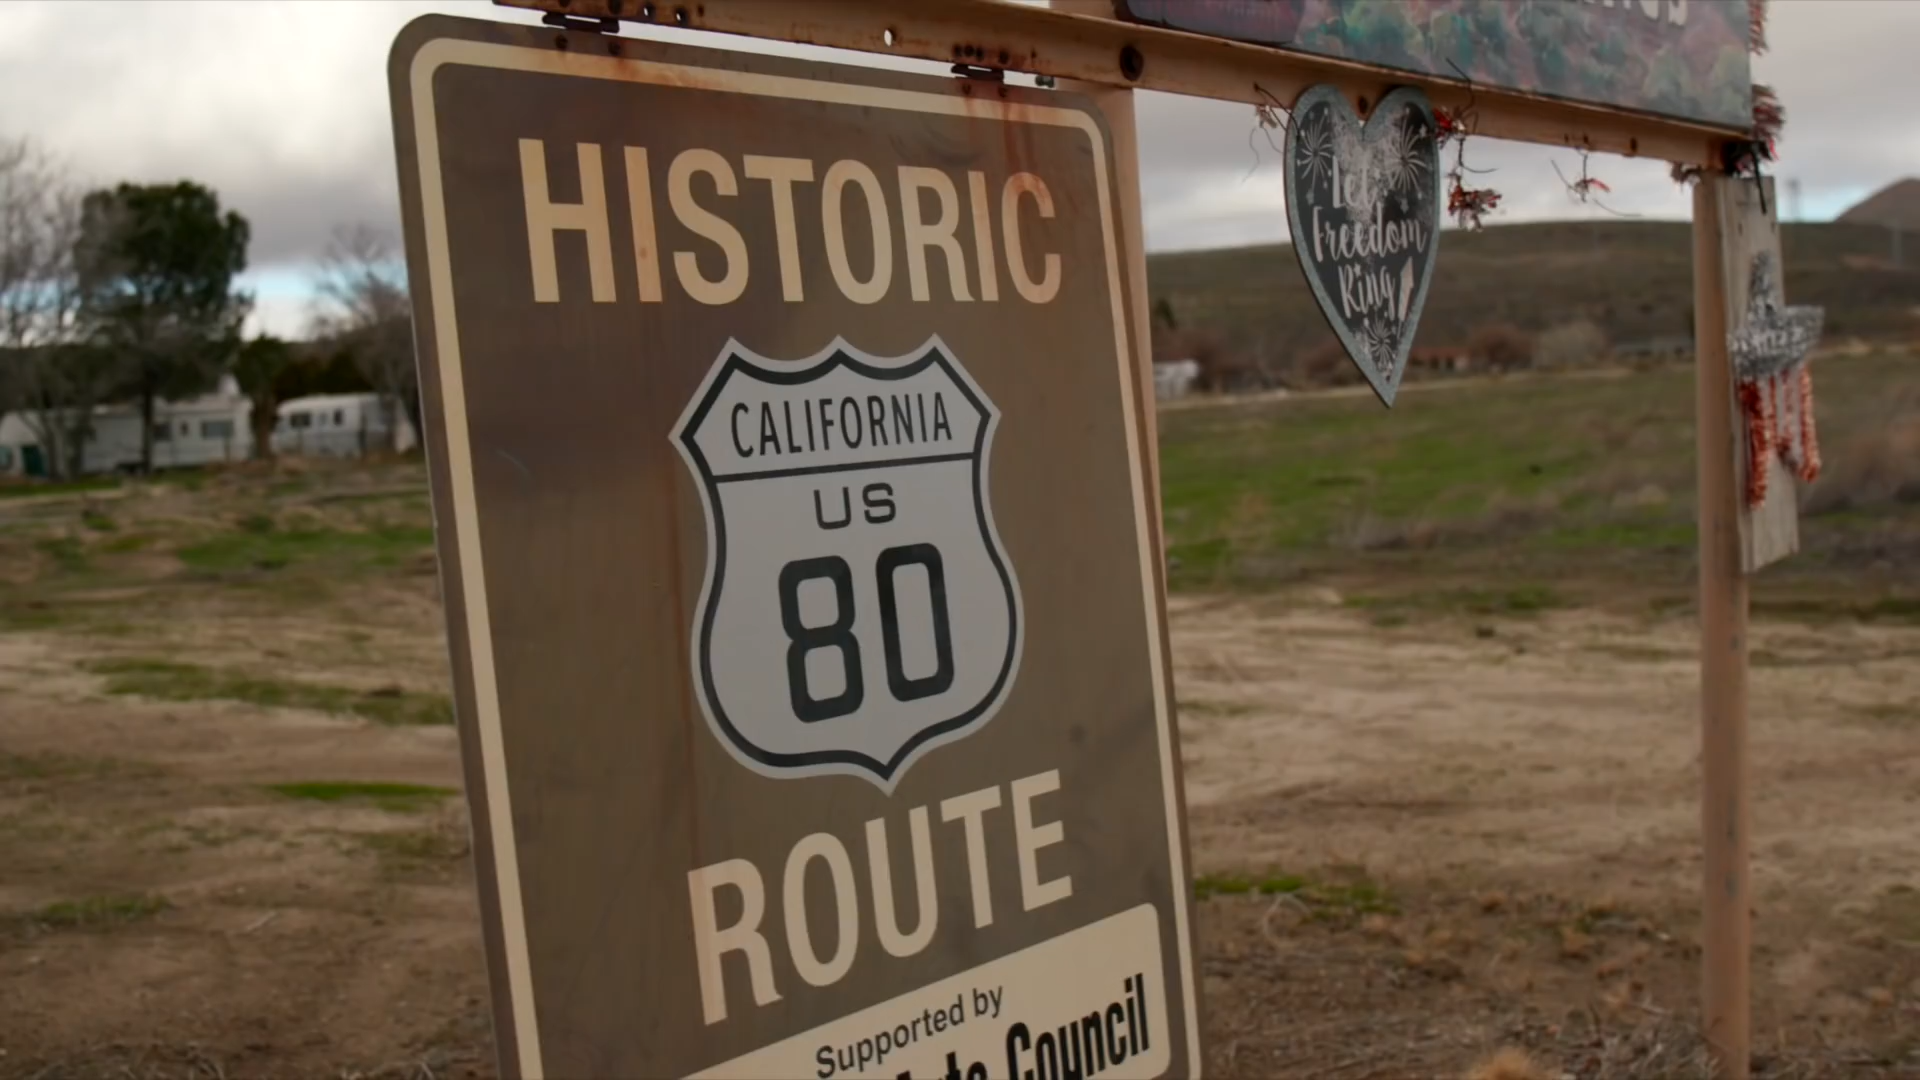 HISTORIC
CALIFORNIA
US
80
ROUTE
Supported by
Council
Let
Freedom
Ring